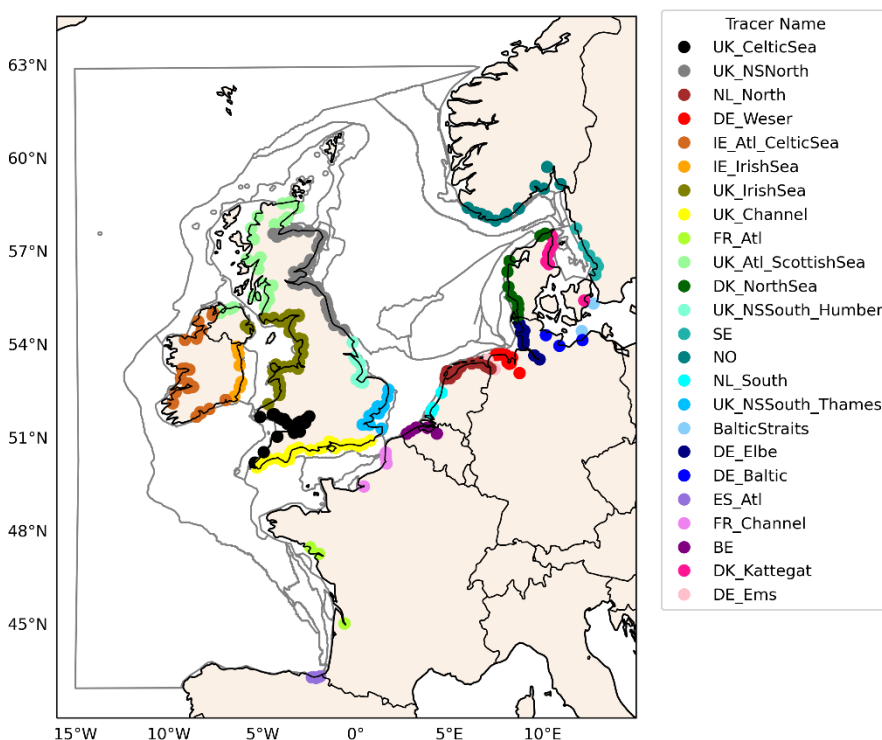 63°N
60°N
57°N
54°N
51°N
48°N
45°N
15°W
10°W
5°W
0°
5°E
10°E
Tracer Name
UK_CelticSea
UK_NSNorth
NL_North
DE_Weser
IE_Atl_CelticSea
IE_IrishSea
UK_IrishSea
UK_Channel
FR_Atl
UK_Atl_ScottishSea
DK_NorthSea
UK_NSSouth_Humber
SE
NO
NL_South
UK_NSSouth_Thames
BalticStraits
DE_Elbe
DE_Baltic
ES_Atl
FR_Channel
BE
DK_Kattegat
DE_Ems